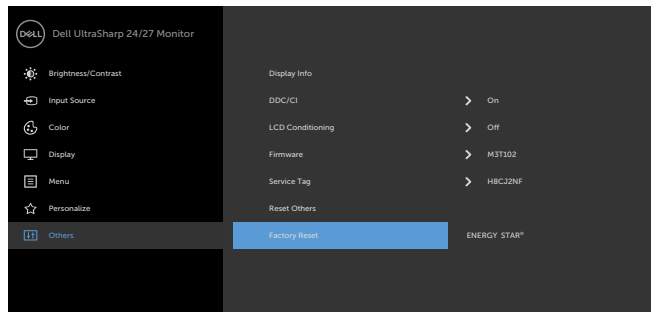 DELL Dell UltraSharp 24/27 Monitor
Brightness/Contrast Display Info
Input Source DDC/CI On
Color LCD Conditioning Off
Display Firmware M3T102
Menu Service Tag H8CJ2NF
Personalize Reset Others
Others Factory Reset ENERGY STAR®